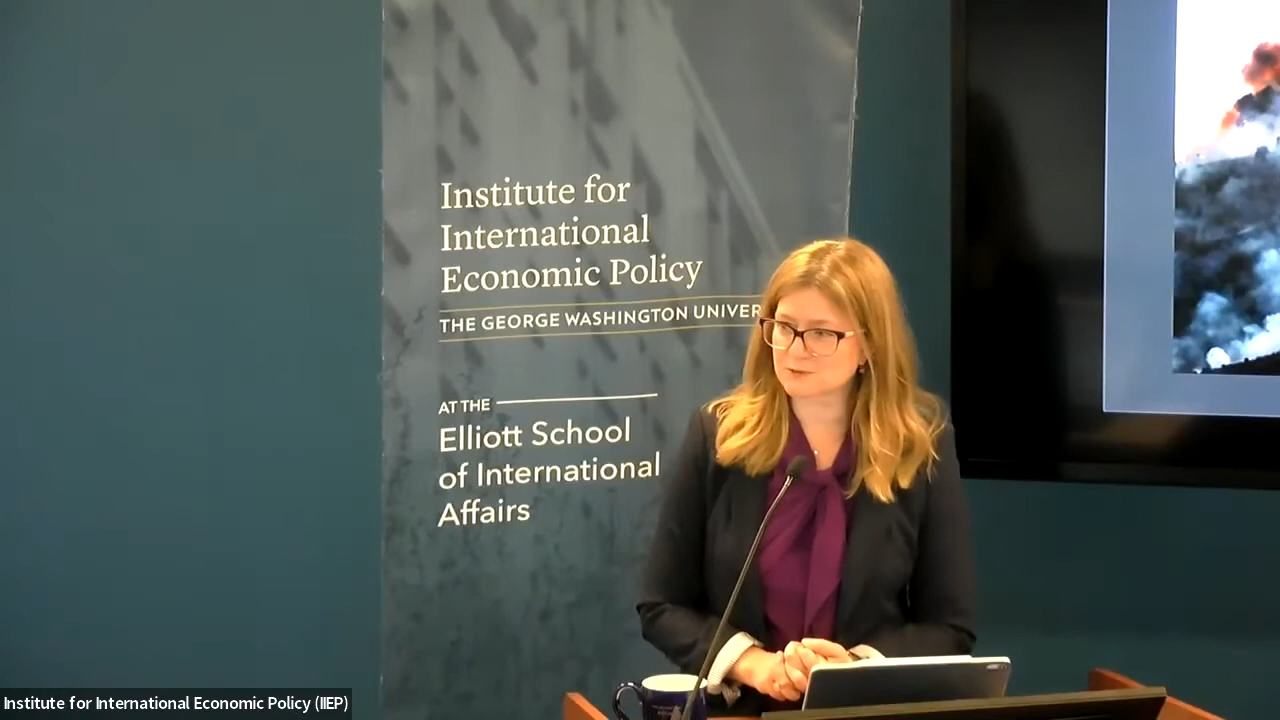 Institute for
International
Economic Policy
THE GEORGE WASHINGTON
AT THE
Elliott School
of International
Affairs
Institute for International Economic Policy (IIEP)